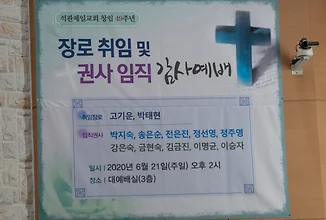 석관제일교회 창립 49주년
장로 취임 및
권사 임직 감사예배
취임장로 고기운, 박태현
임직권사 박지숙, 송은순, 전은진, 정선영, 정주영
강은숙, 금현숙, 김금진, 이명균, 이승자
일시 > 2020년 6월 21일(주일) 오후 2시
장소 > 대예배실(3층)